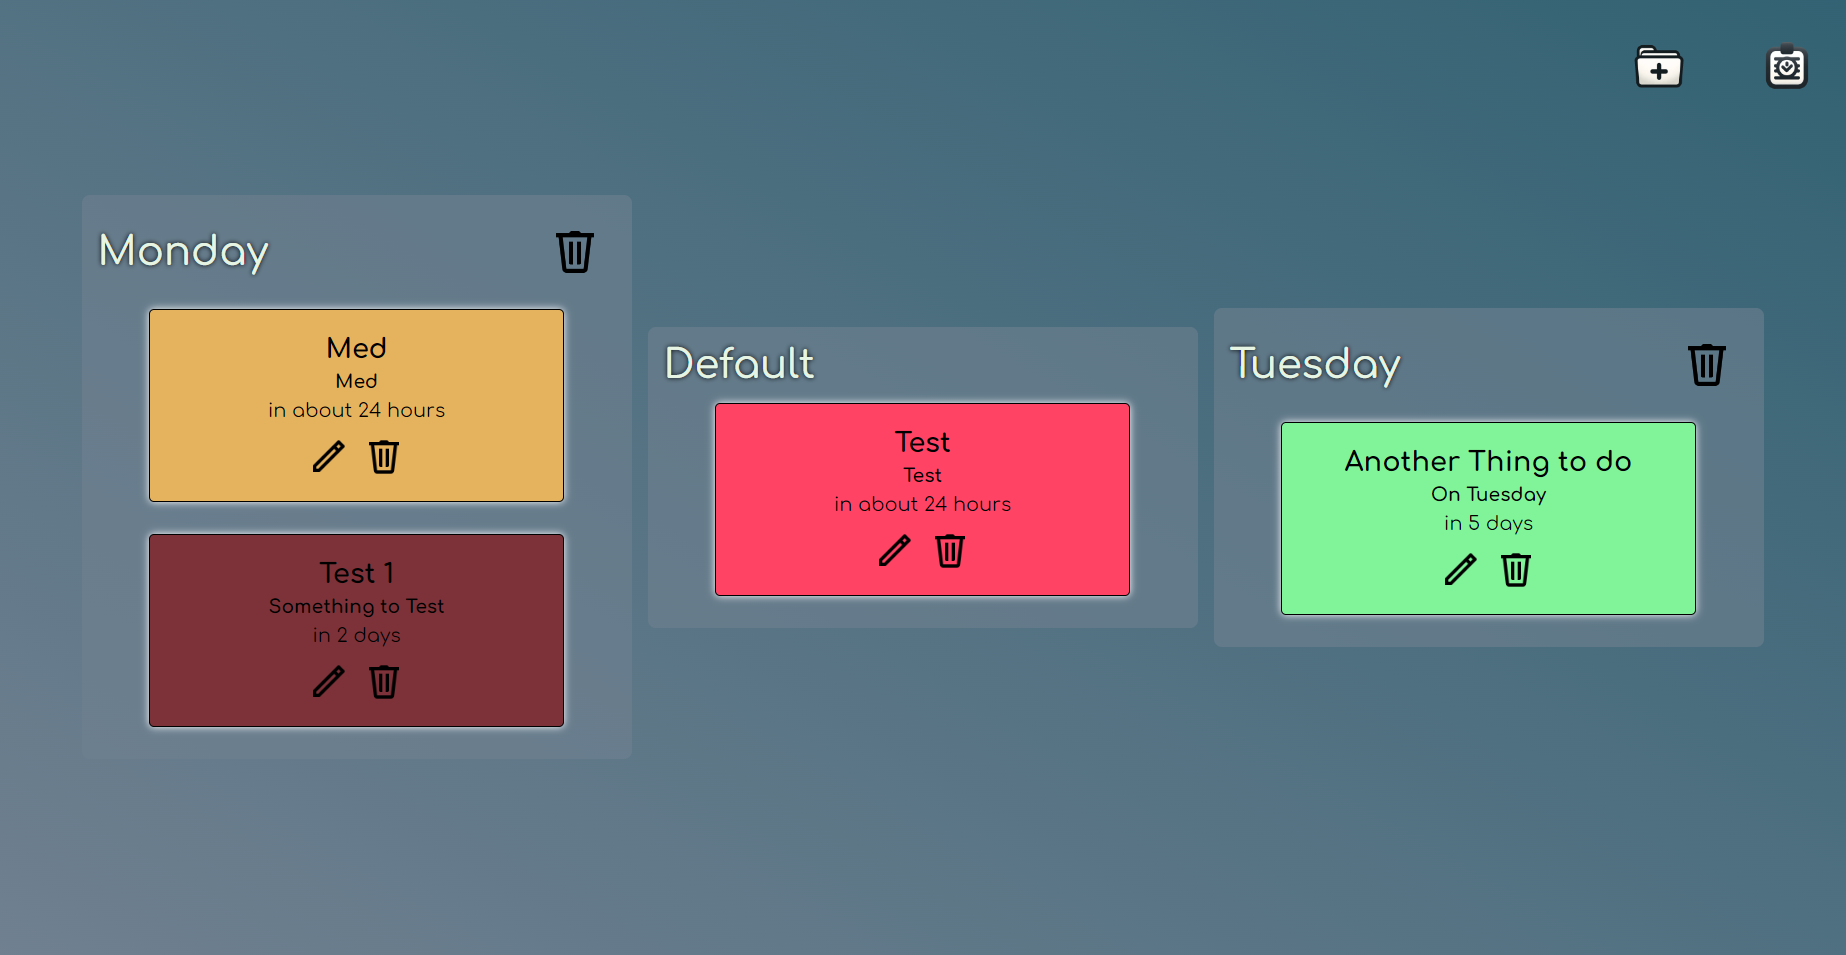 Monday
Med
Med
in about 24 hours
Test 1
Something to Test
in 2 days
Default
Test
Test
in about 24 hours
Tuesday
Another Thing to do
On Tuesday
in 5 days